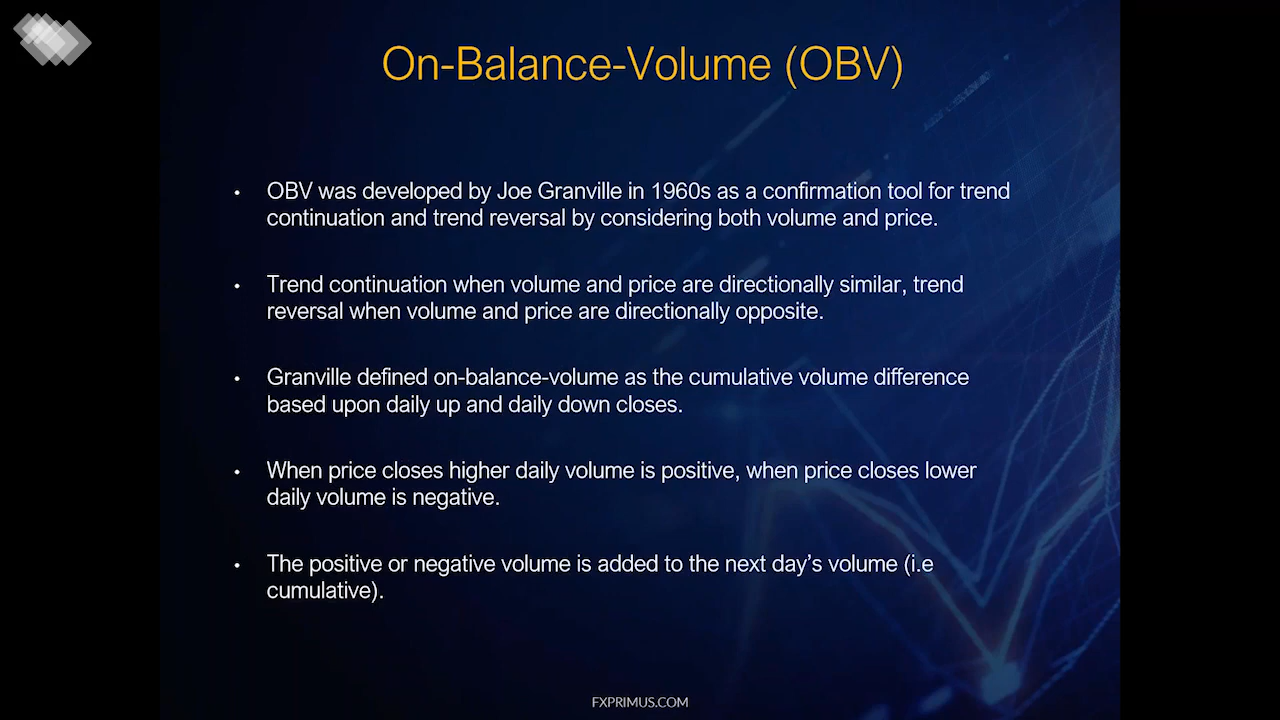 On-Balance-Volume (OBV)
• OBV was developed by Joe Granville in 1960s as a confirmation tool for trend
continuation and trend reversal by considering both volume and price.
• Trend continuation when volume and price are directionally similar, trend
reversal when volume and price are directionally opposite.
• Granville defined on-balance-volume as the cumulative volume difference
based upon daily up and daily down closes.
• When price closes higher daily volume is positive, when price closes lower
daily volume is negative.
• The positive or negative volume is added to the next day’s volume (i.e
cumulative).
FXPRIMUS.COM